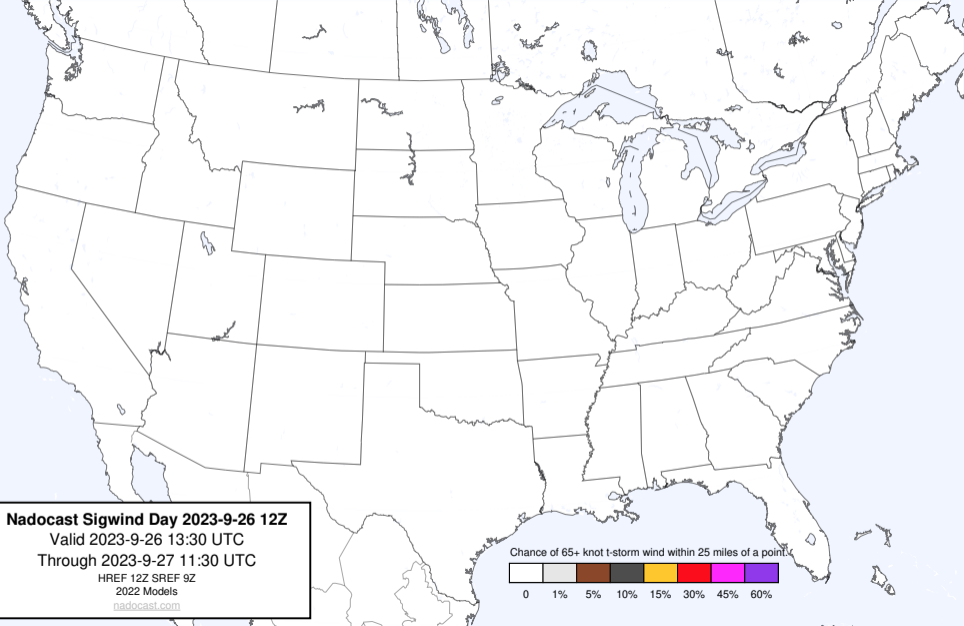 Nadocast Sigwind Day 2023-9-26 12Z
Valid 2023-9-26 13:30 UTC
Through 2023-9-27 11:30 UTC
HREF 12Z SREF 9Z
2022 Models
nadocast.com
Chance of 65+ knot t-storm wind within 25 miles of a point.
0 1% 5% 10% 15% 30% 45% 60%